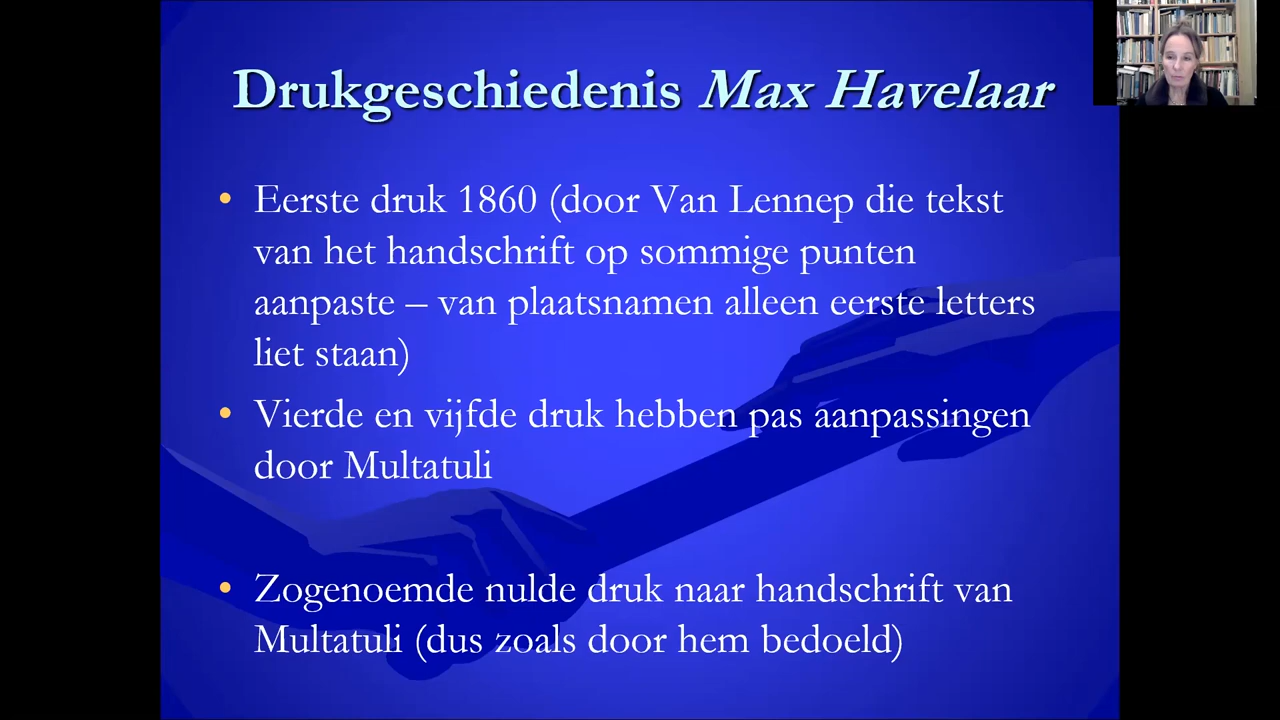 Drukgeschiedenis Max Havelaar
• Eerste druk 1860 (door Van Lennep die tekst
van het handschrift op sommige punten
aanpaste – van plaatsnamen alleen eerste letters
liet staan)
• Vierde en vijfde druk hebben pas aanpassingen
door Multatuli
• Zogenoemde nulde druk naar handschrift van
Multatuli (dus zoals door hem bedoeld)